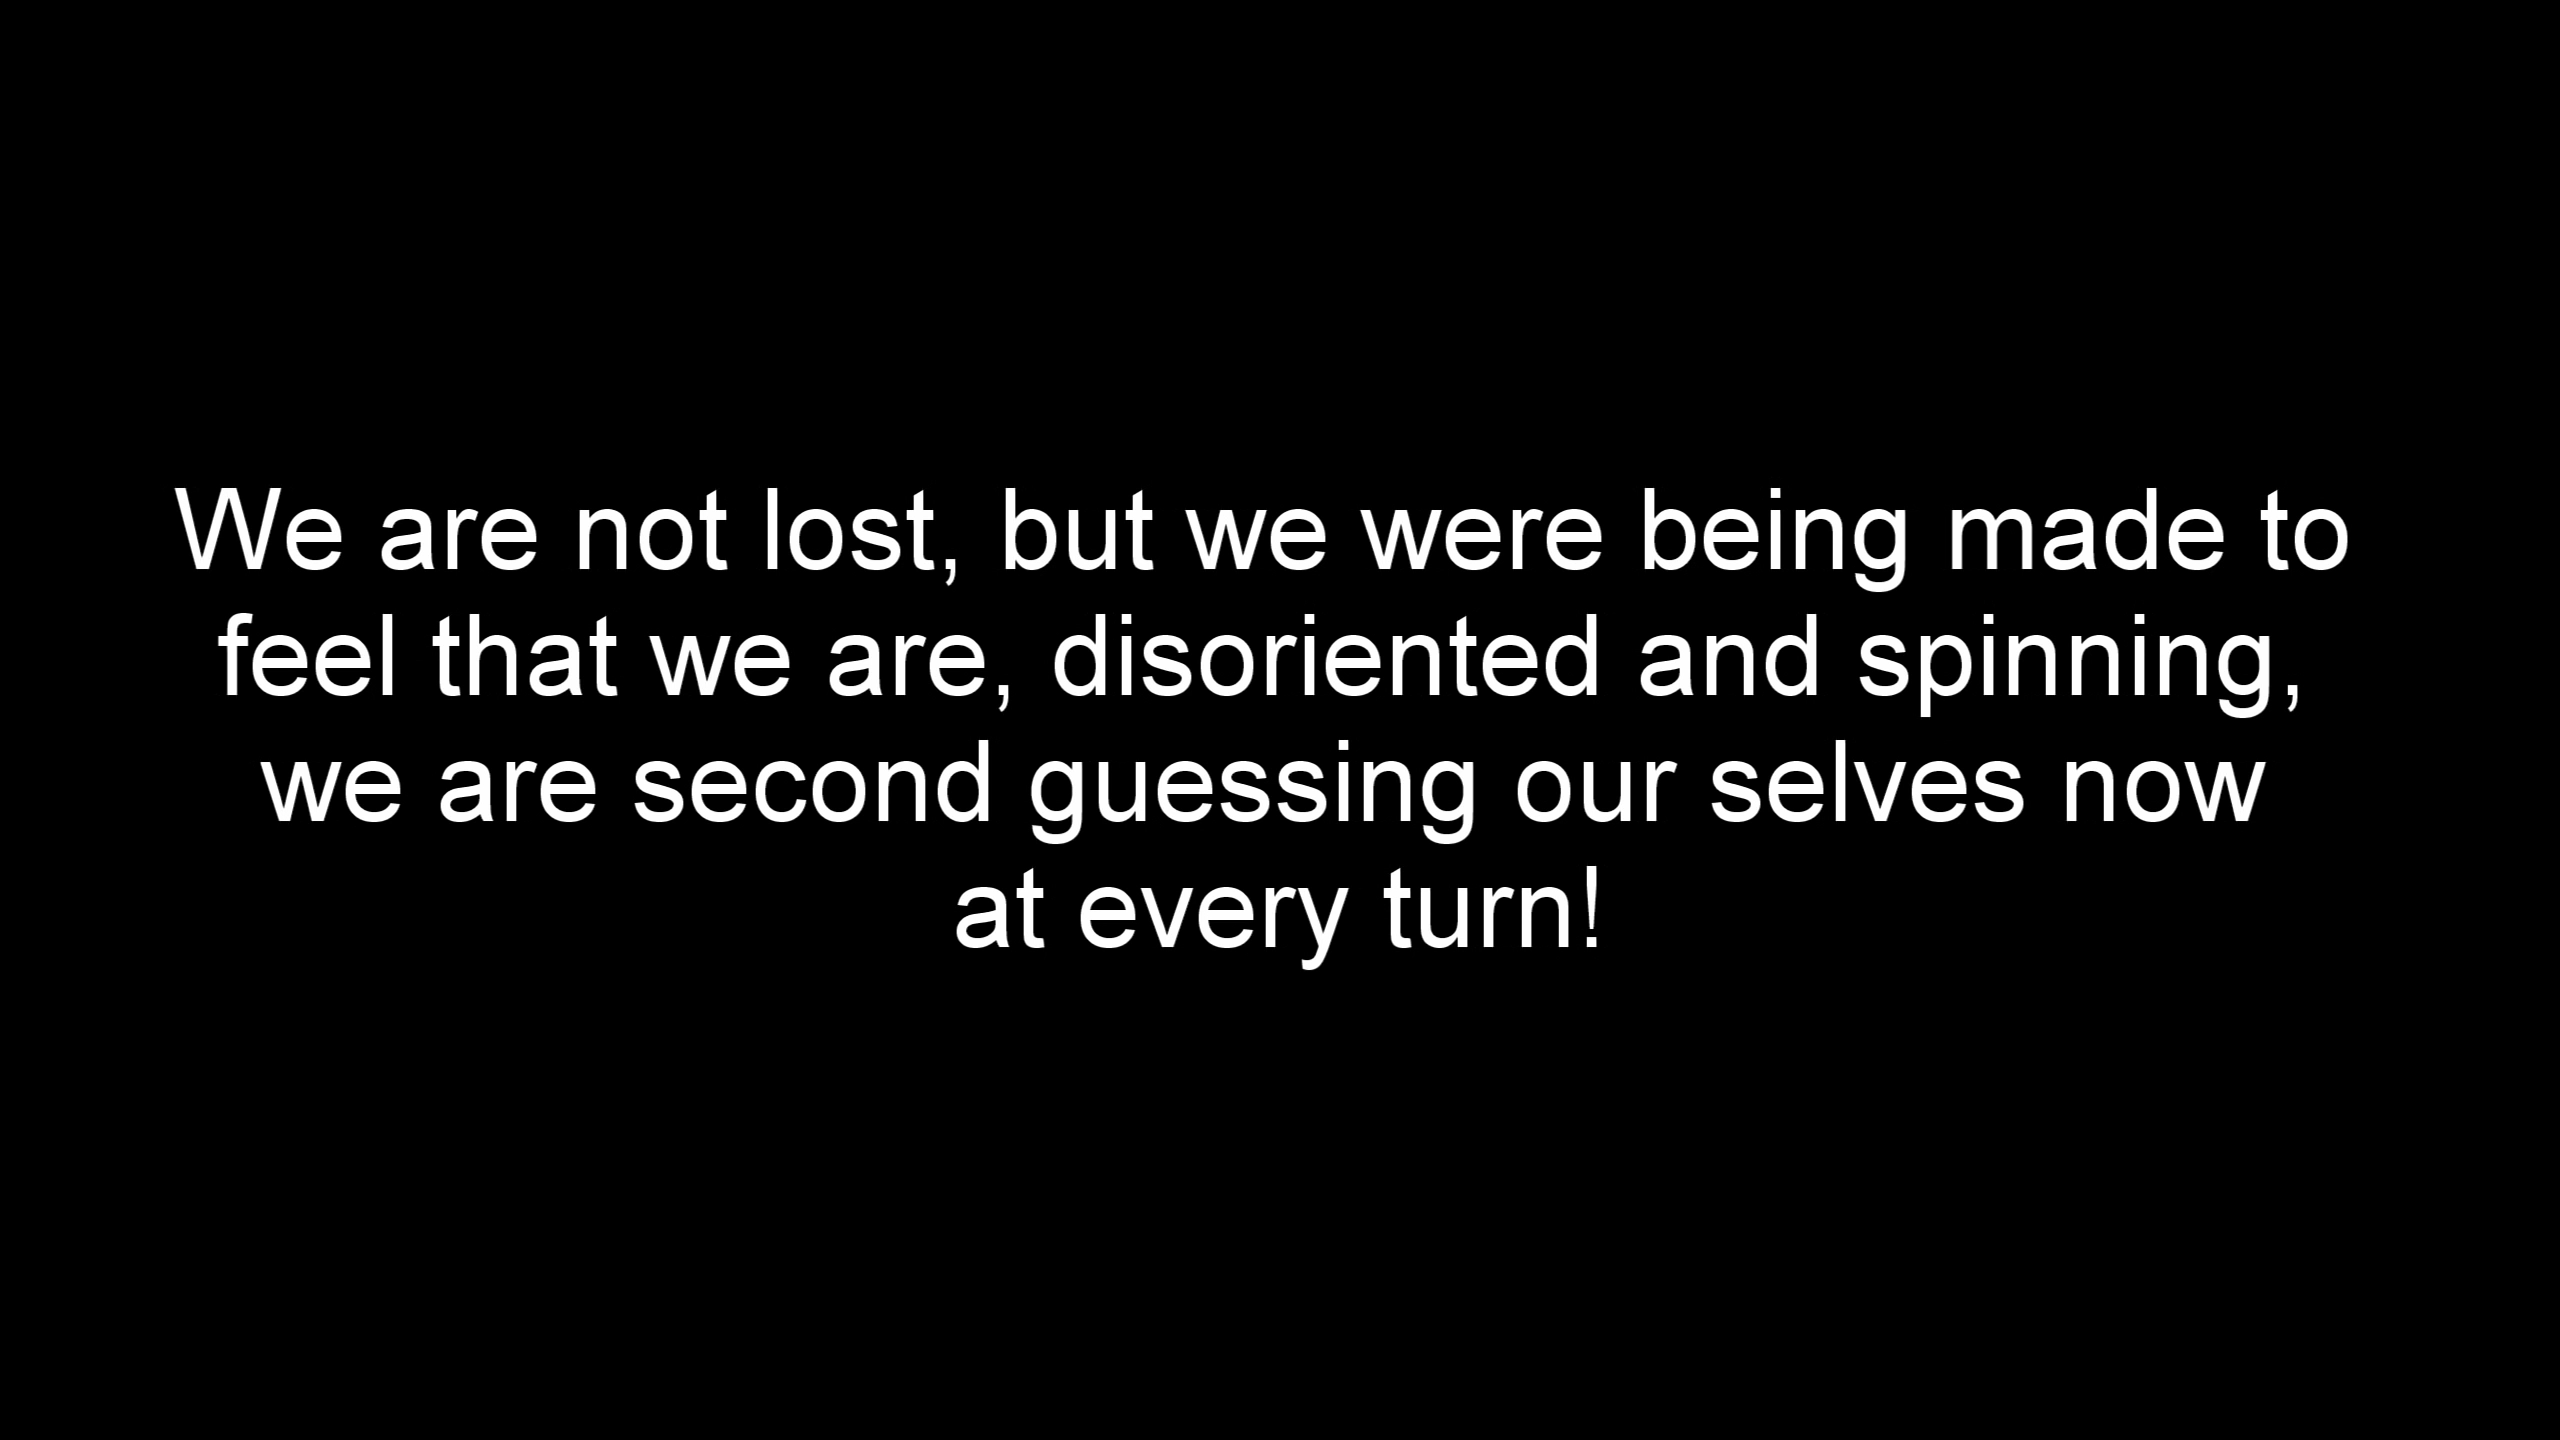 We are not lost, but we were being made to
feel that we are, disoriented and spinning,
we are second guessing our selves now
at every turn!